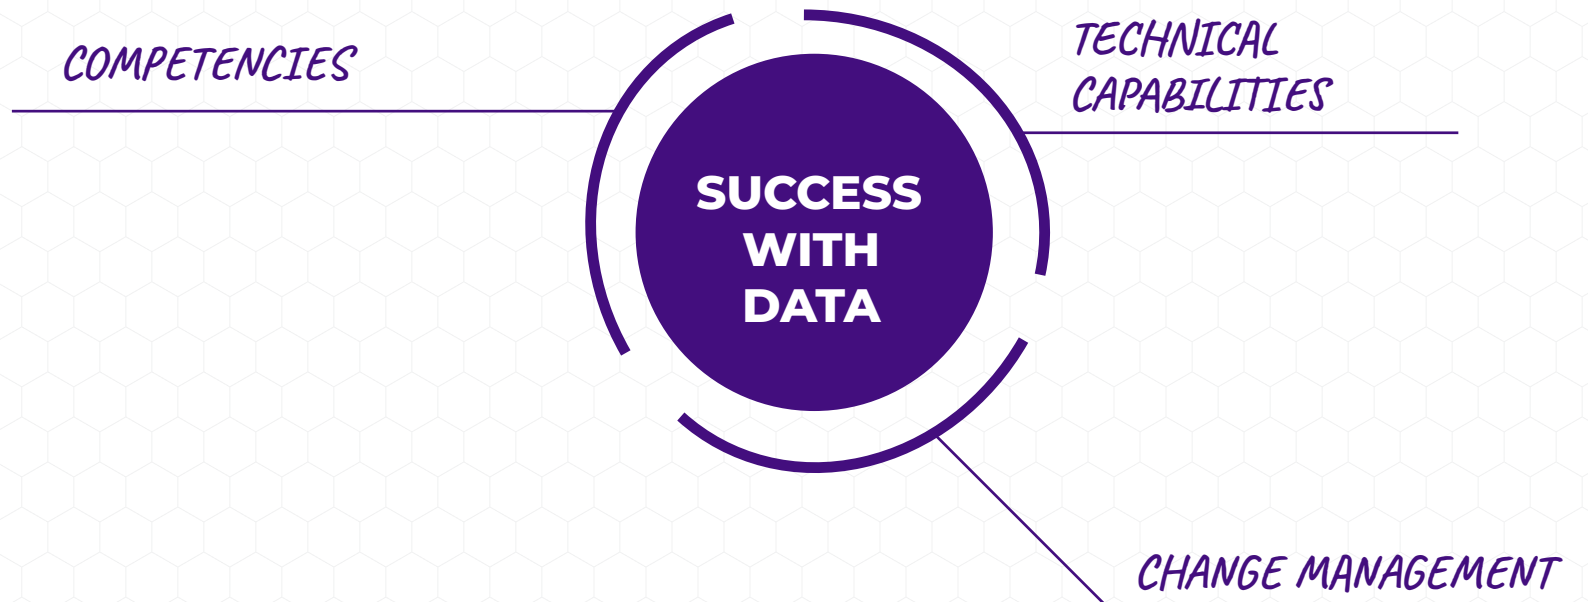 COMPETENCIES
TECHNICAL
CAPABILITIES
SUCCESS
WITH
DATA
CHANGE MANAGEMENT